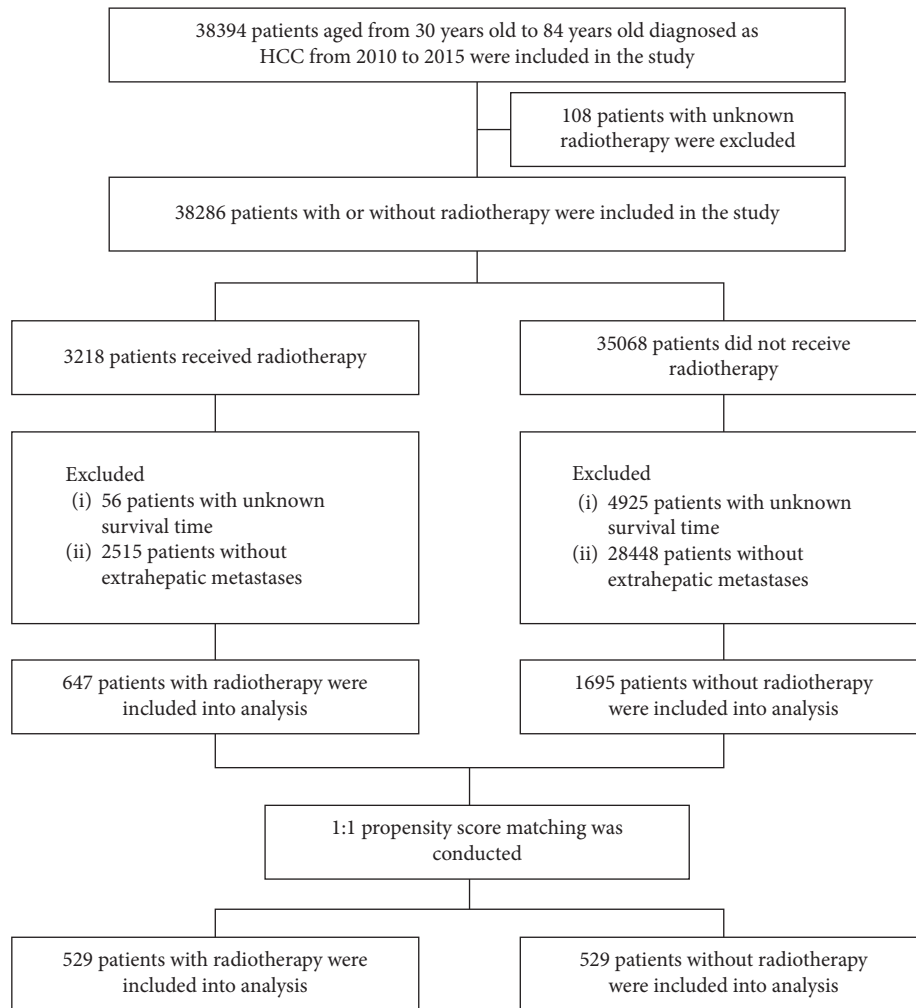 38394 patients aged from 30 years old to 84 years old diagnosed as
HCC from 2010 to 2015 were included in the study
108 patients with unknown
radiotherapy were excluded
38286 patients with or without radiotherapy were included in the study
3218 patients received radiotherapy
35068 patients did not receive
radiotherapy
Excluded
(i) 56 patients with unknown
survival time
(ii) 2515 patients without
extrahepatic metastases
Excluded
(i) 4925 patients with unknown
survival time
(ii) 28448 patients without
extrahepatic metastases
647 patients with radiotherapy were
included into analysis
1695 patients without radiotherapy
were included into analysis
1:1 propensity score matching was
conducted
529 patients with radiotherapy were
included into analysis
529 patients without radiotherapy
were included into analysis